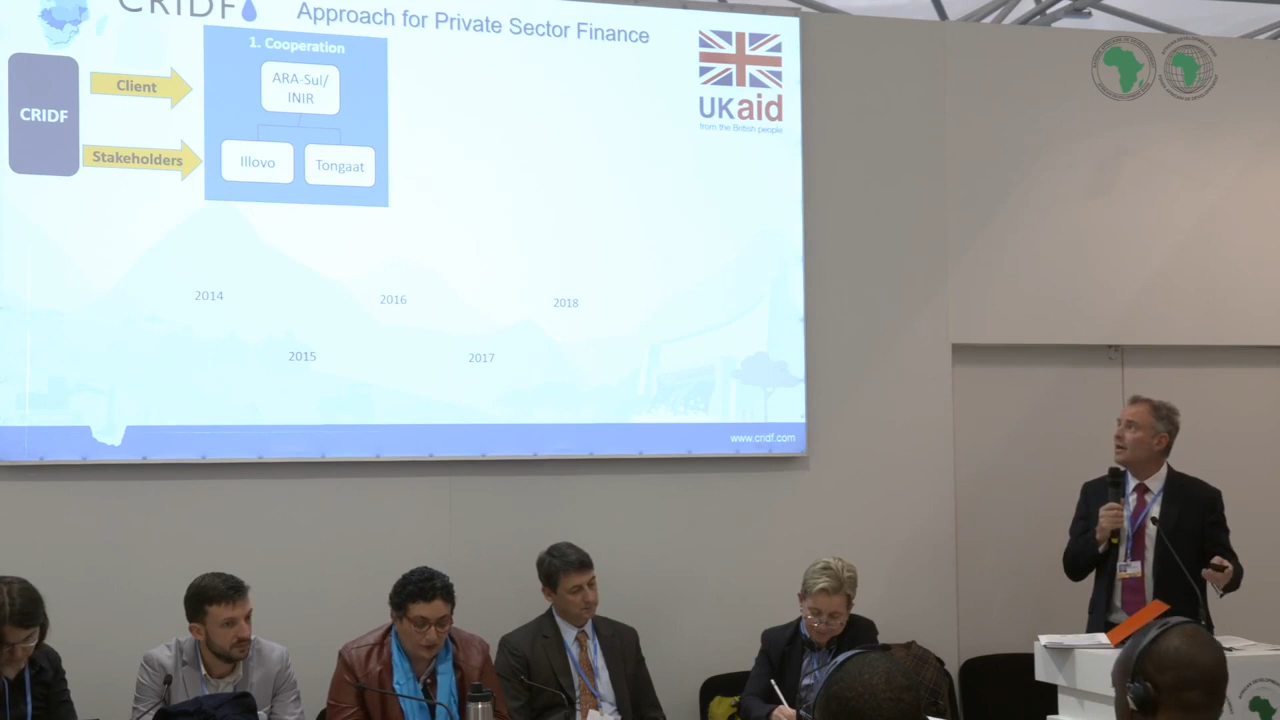 CRIDF
Approach for Private Sector Finance
1. Cooperation
ARA-Sul/
INIR
Client
CRIDF
Stakeholders
Illovo
Tongaat
UKaid
from the British people
2014
2016
2018
2015
2017
www.cridf.com